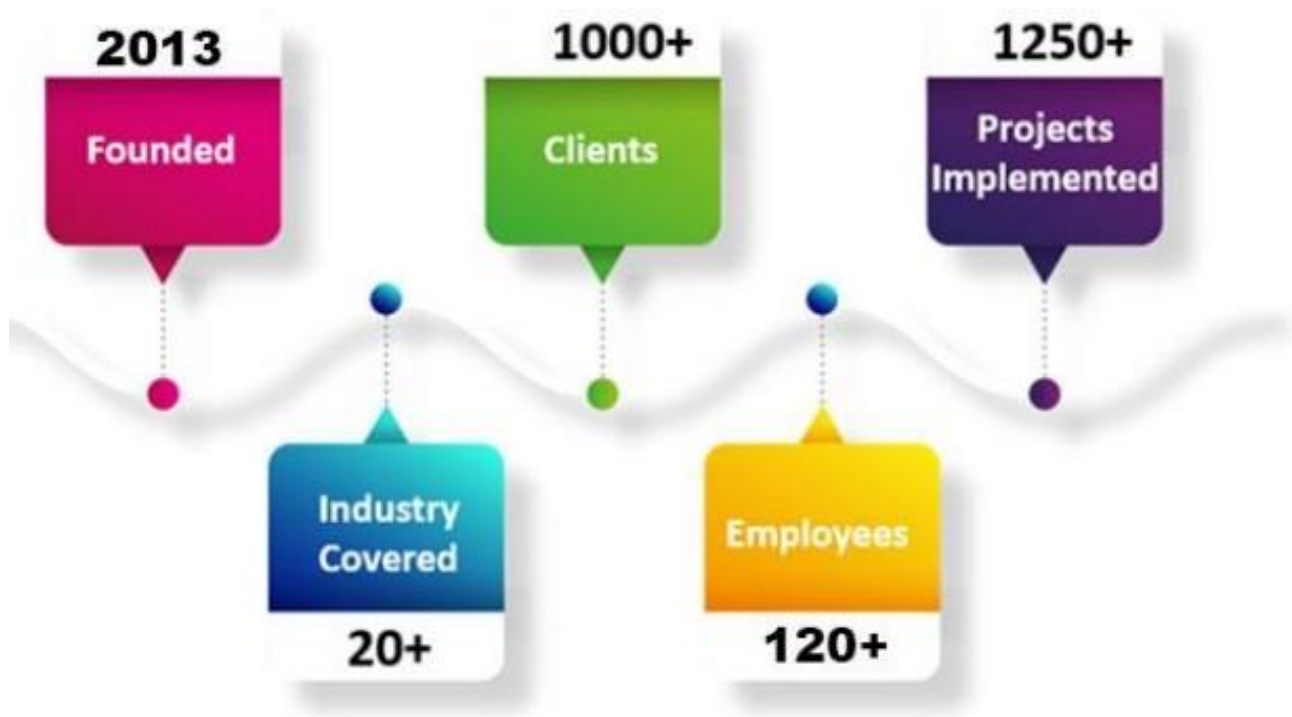 2013
Founded
Industry
Covered
20+
1000+
Clients
Employees
120+
1250+
Projects
Implemented